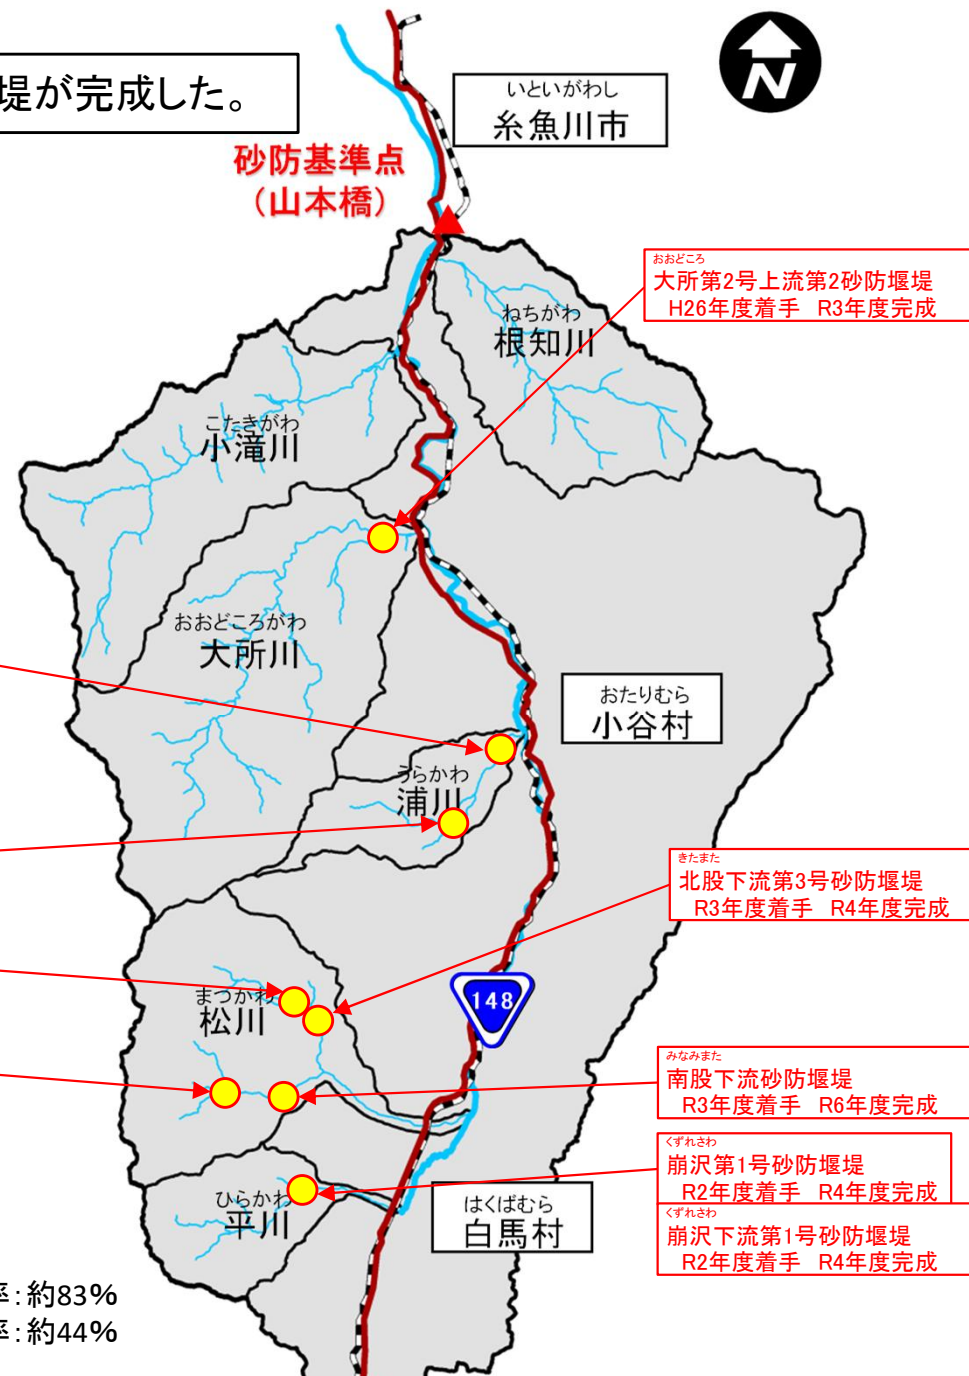 堤が完成した。
N
いといがわし
糸魚川市
砂防基準点
（山本橋）
おおどころ
大所第2号上流第2砂防堰堤
H26年度着手 R3年度完成
ねちがわ
根知川
こたきがわ
小滝川
おおどころがわ
大所川
おたりむら
小谷村
うらかわ
浦川
きたまた
北股下流第3号砂防堰堤
R3年度着手 R4年度完成
148
まつかわ
松川
みなみまた
南股下流砂防堰堤
R3年度着手 R6年度完成
くずれさわ
崩沢第1号砂防堰堤
R2年度着手 R4年度完成
くずれさわ
崩沢下流第1号砂防堰堤
R2年度着手 R4年度完成
ひらかわ
平川
はくばむら
白馬村
率：約83%
率：約44%